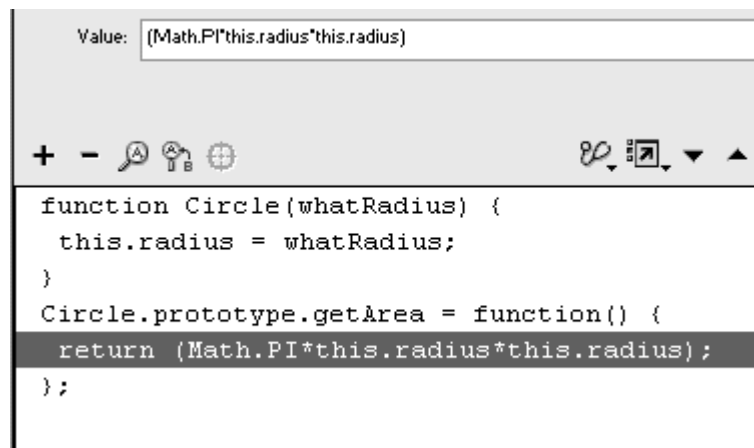 Value: (Math.PI*this.radius*this.radius)
function Circle(whatRadius) {
this.radius = whatRadius;
}
Circle.prototype.getArea = function() {
return (Math.PI*this.radius*this.radius);
};